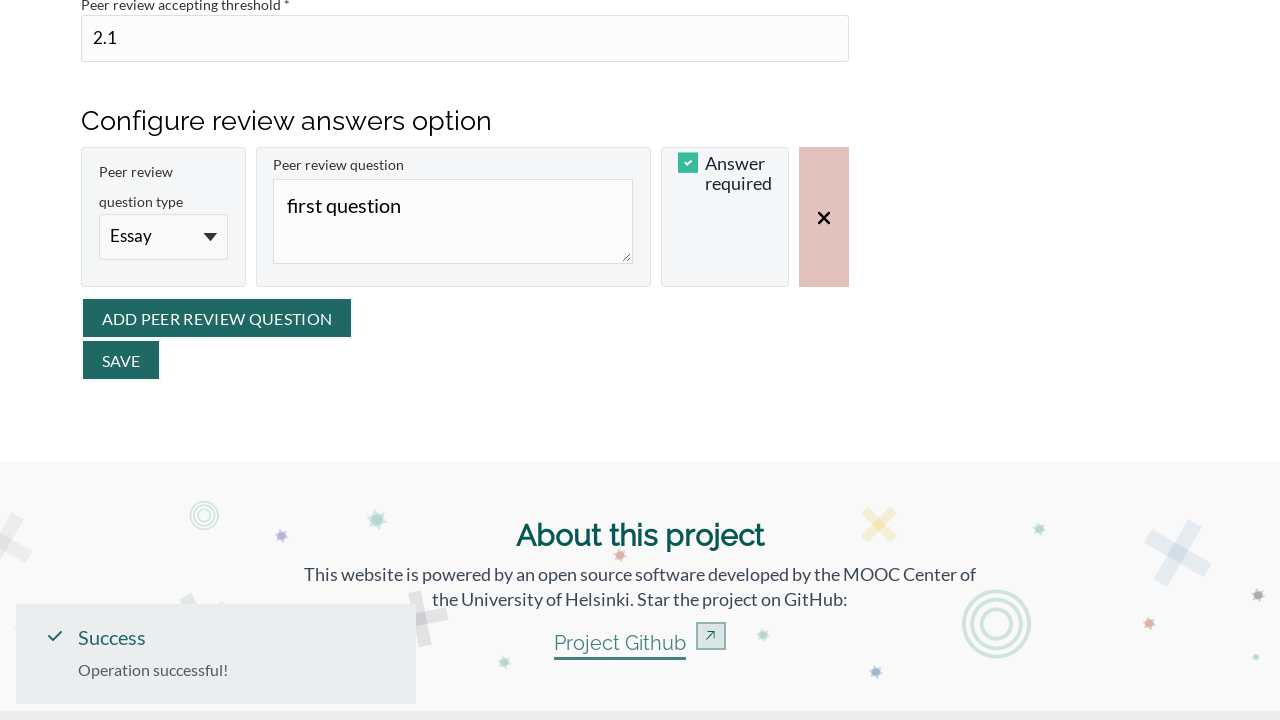 Peer review accepting threshold *
2.1
Configure review answers option
Peer review
question type
Essay
Peer review question
first question
Answer
required
ADD PEER REVIEW QUESTION
SAVE
About this project
This website is powered by an open source software developed by the MOOC Center of
the University of Helsinki. Star the project on GitHub:
Project Github
Success
Operation successful!